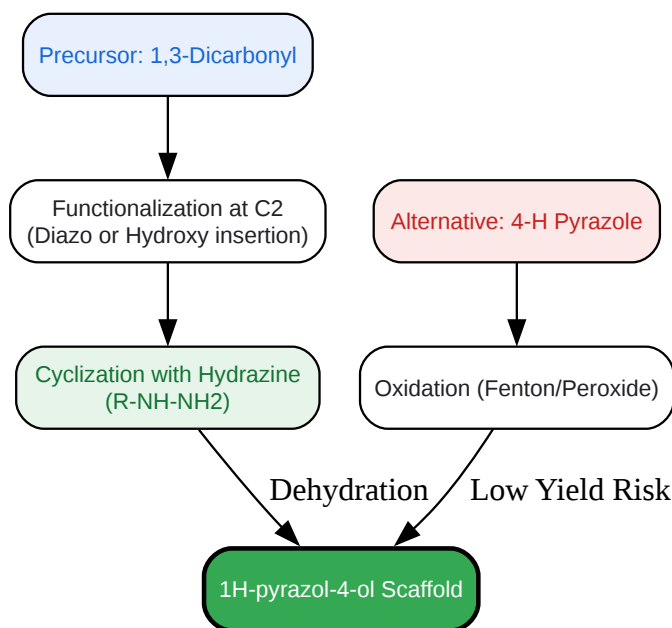 Precursor: 1,3-Dicarbonyl
Functionalization at C2
(Diazo or Hydroxy insertion)
Alternative: 4-H Pyrazole
Cyclization with Hydrazine
(R-NH-NH2)
Oxidation (Fenton/Peroxide)
Dehydration
Low Yield Risk
1H-pyrazol-4-ol Scaffold